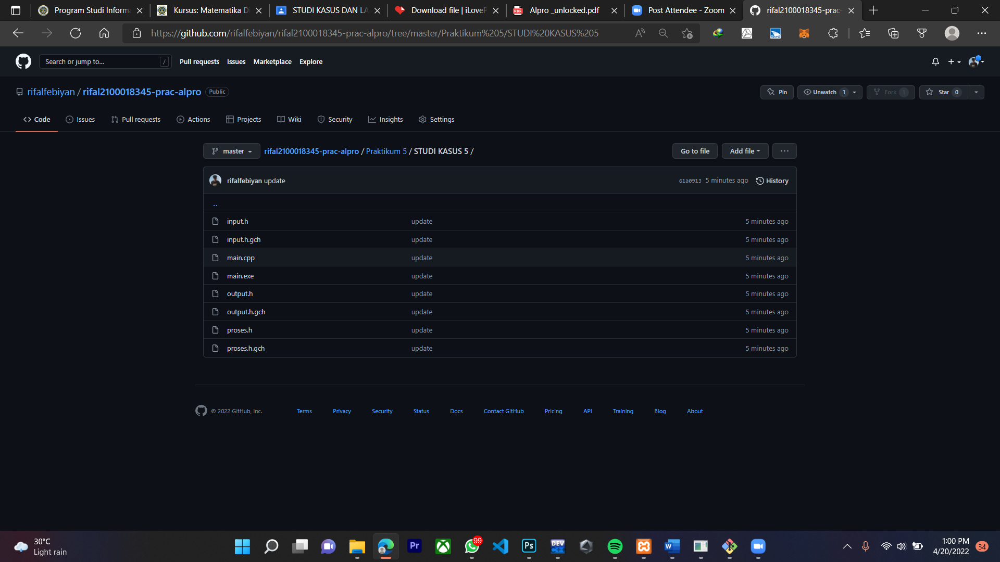 Program Studi Inform
Kursus: Matematika D
STUDI KASUS DAN LA
Download file | iLoveP
Alpro _unlocked.pdf
Post Attendee - Zoom
rifal2100018345-prac-
https://github.com/rifalfebiyan/rifal2100018345-prac-alpro/tree/master/Praktikum%205/STUDI%20KASUS%205
Search or jump to... /
Pull requests Issues Marketplace Explore
rifalfebiyan / rifal2100018345-prac-alpro Public
Pin Unwatch 1 Fork 1 Star 0
Code Issues Pull requests Actions Projects Wiki Security Insights Settings
master rifal2100018345-prac-alpro / Praktikum 5 / STUDI KASUS 5 / Go to file Add file ...
rifalfebiyan update 61a0913 5 minutes ago History
..
input.h update 5 minutes ago
input.h.gch update 5 minutes ago
main.cpp update 5 minutes ago
main.exe update 5 minutes ago
output.h update 5 minutes ago
output.h.gch update 5 minutes ago
proses.h update 5 minutes ago
proses.h.gch update 5 minutes ago
© 2022 GitHub, Inc. Terms Privacy Security Status Docs Contact GitHub Pricing API Training Blog About
30°C
Light rain
Pr
99
Ps
DEV
C++
W
1:00 PM
4/20/2022
34